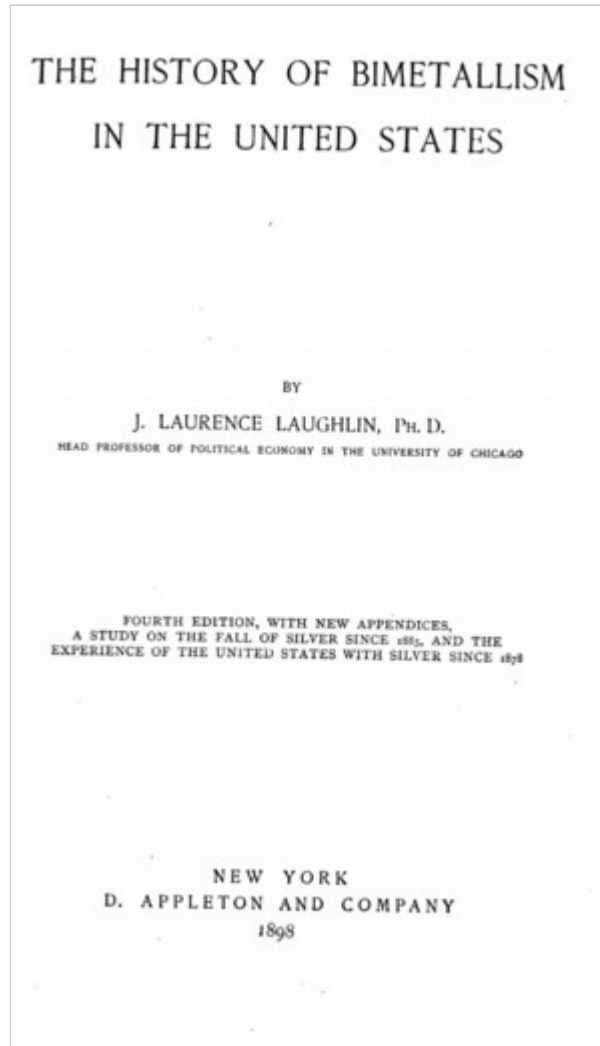 THE HISTORY OF BIMETALLISM
IN THE UNITED STATES
BY
J. LAURENCE LAUGHLIN, PH. D.
HEAD PROFESSOR OF POLITICAL ECONOMY IN THE UNIVERSITY OF CHICAGO
FOURTH EDITION, WITH NEW APPENDICES,
A STUDY ON THE FALL OF SILVER SINCE 1885, AND THE
EXPERIENCE OF THE UNITED STATES WITH SILVER SINCE 1878
NEW YORK
D. APPLETON AND COMPANY
1898